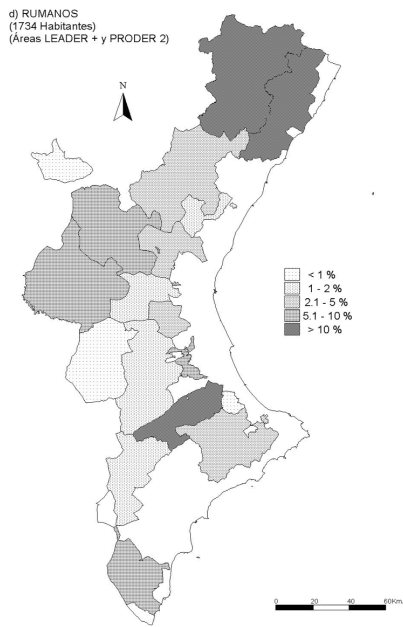 d) RUMANOS
(1734 Habitantes)
(Áreas LEADER + y PRODER 2)
N
< 1 %
1 - 2 %
2.1 - 5 %
5.1 - 10 %
> 10 %
0 20 40 60Km.